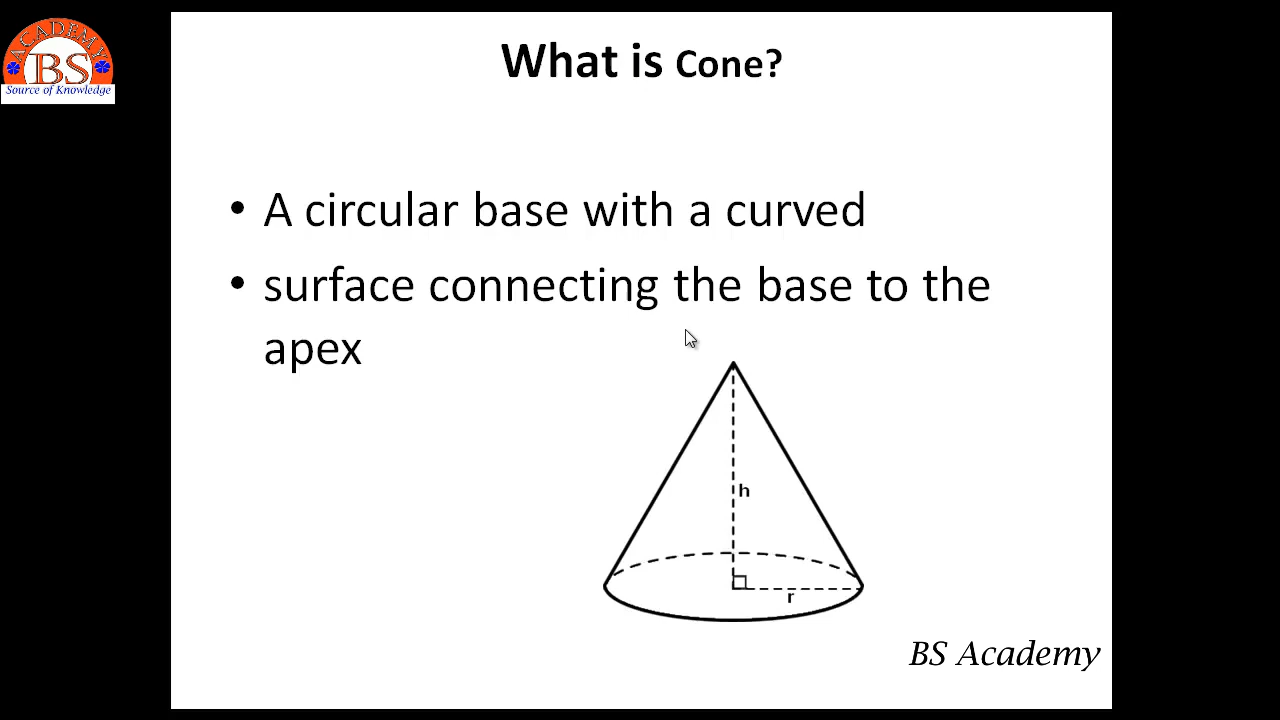 ACADEMY
BS
Source of Knowledge
What is Cone?
• A circular base with a curved
• surface connecting the base to the
apex
h
r
BS Academy